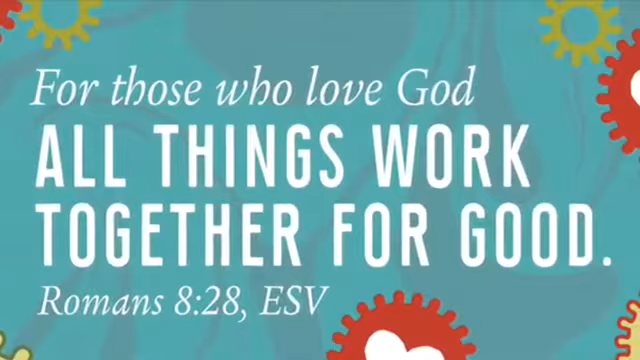 For those who love God
ALL THINGS WORK
TOGETHER FOR GOOD.
Romans 8:28, ESV